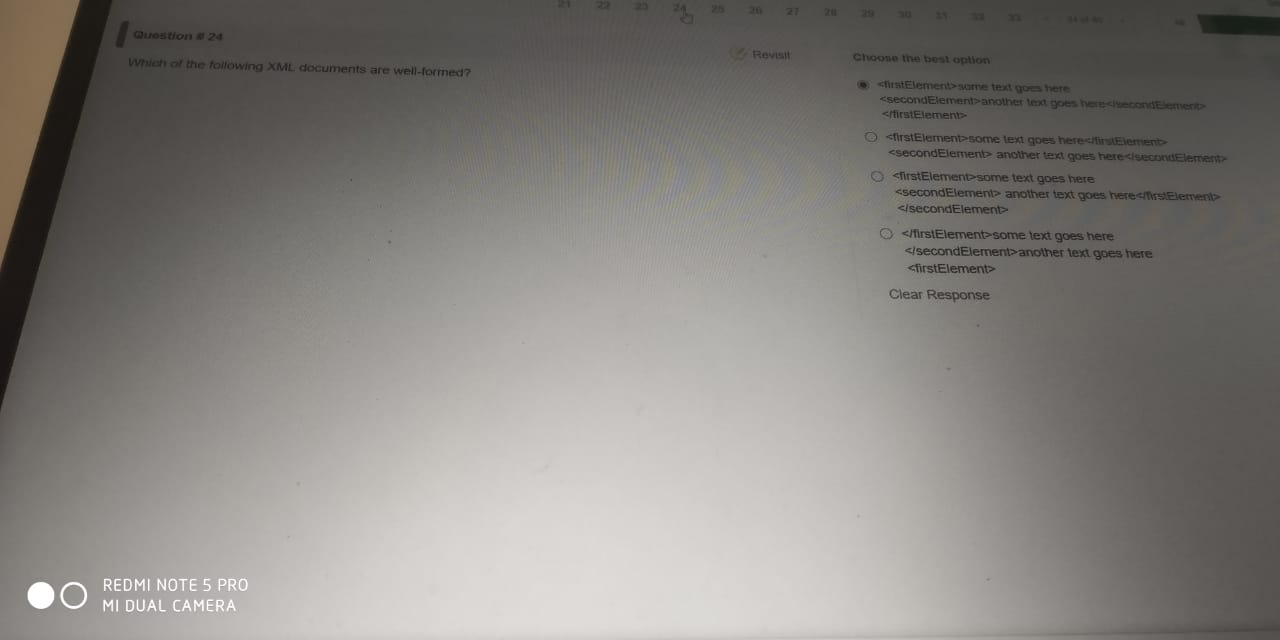 21 22 23 24 25 26 27 28 29 30 31 32 33
Question # 24
Revisit
Which of the following XML documents are well-formed?
Choose the best option
<firstElement>some text goes here
<secondElement>another text goes here</secondElement>
</firstElement>
<firstElement>some text goes here</firstElement>
<secondElement> another text goes here</secondElement>
<firstElement>some text goes here
<secondElement> another text goes here</firstElement>
</secondElement>
</firstElement>some text goes here
</secondElement>another text goes here
<firstElement>
Clear Response
REDMI NOTE 5 PRO
MI DUAL CAMERA